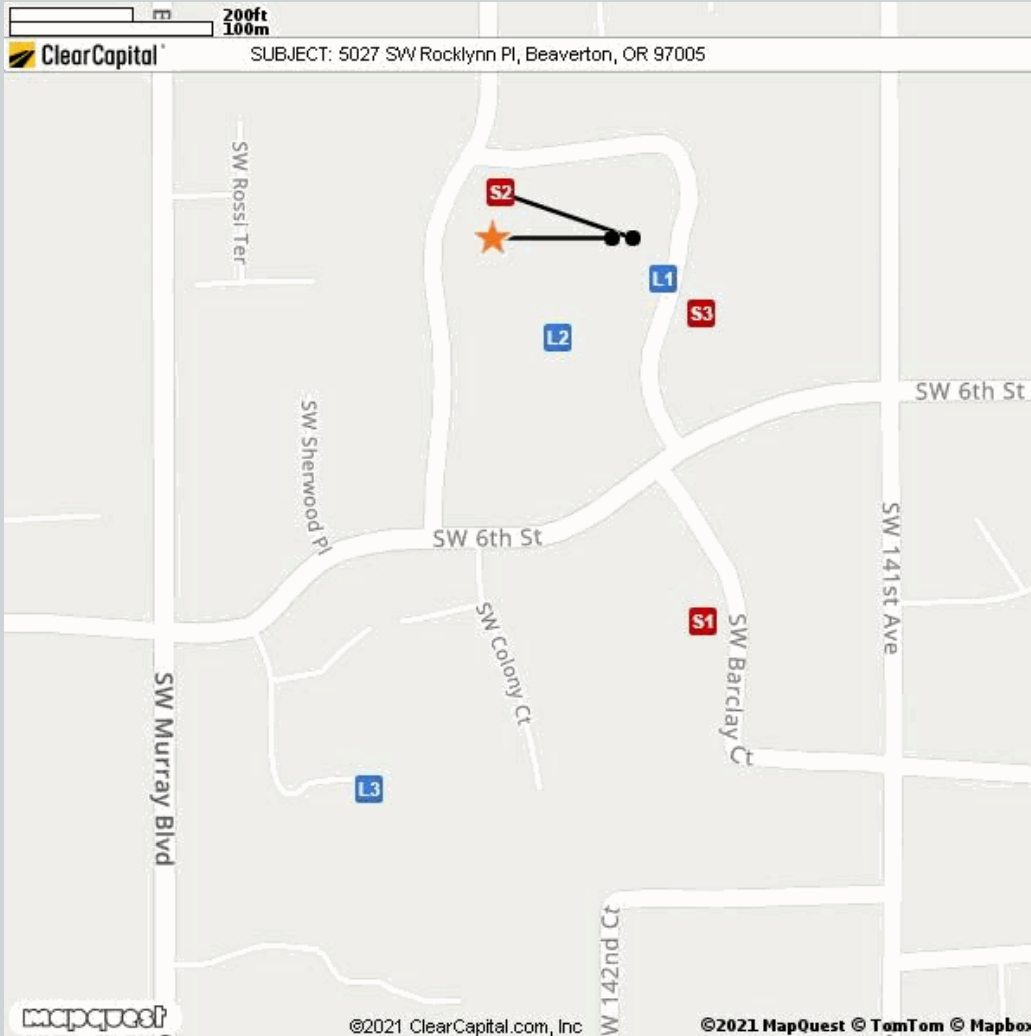 200ft
100m
ClearCapital
SUBJECT: 5027 SW Rocklynn Pl, Beaverton, OR 97005
SW Rossi Ter
S2
L1
S3
L2
SW 6th St
SW Sherwood Pl
SW 6th St
SW 141st Ave
SW Colony Ct
S1
SW Barclay Ct
SW Murray Blvd
L3
W 142nd Ct
mapquest
©2021 ClearCapital.com, Inc
©2021 MapQuest © TomTom © Mapbox